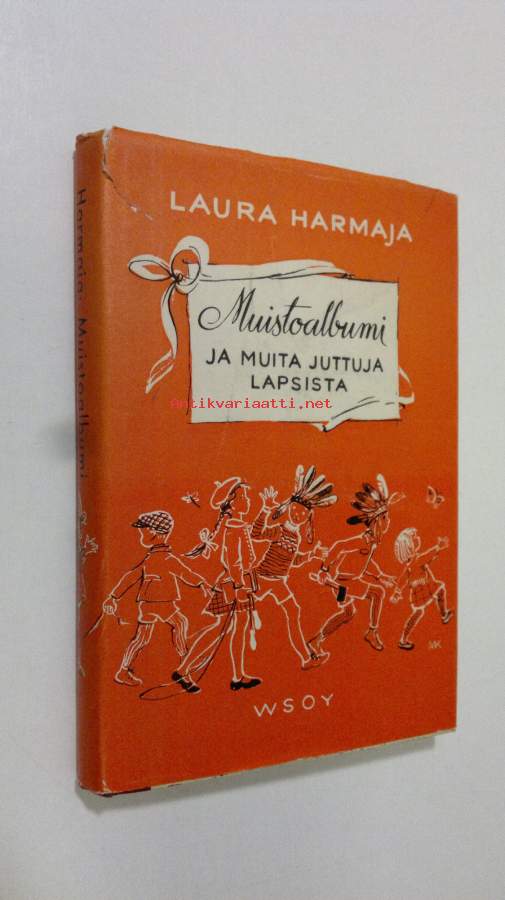 LAURA HARMAJA
Muistoalbumi
JA MUITA JUTTUJA
LAPSISTA
antikvariaatti.net
WSOY
Harmaja: Muistoalbumi